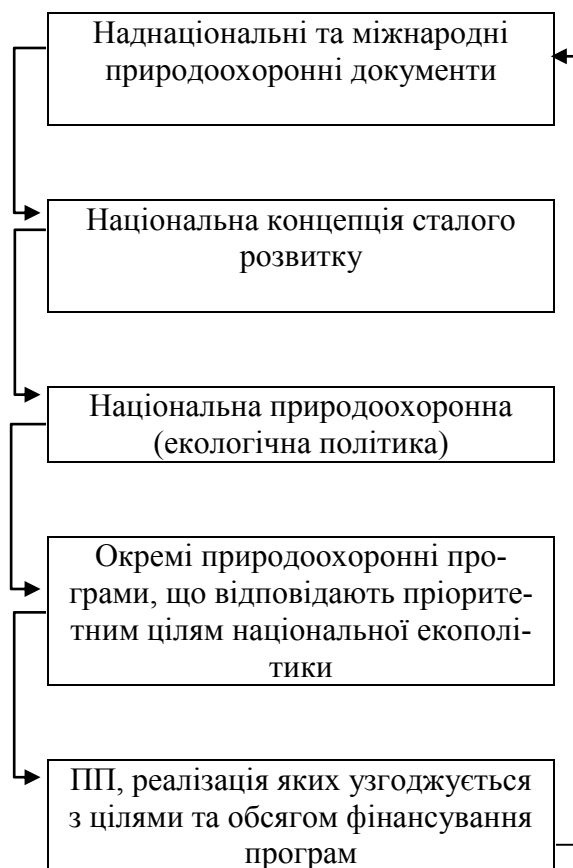 Наднаціональні та міжнародні
природоохоронні документи
Національна концепція сталого
розвитку
Національна природоохоронна
(екологічна політика)
Окремі природоохоронні про-
грами, що відповідають пріорите-
тним цілям національної екополі-
тики
ПП, реалізація яких узгоджується
з цілями та обсягом фінансування
програм